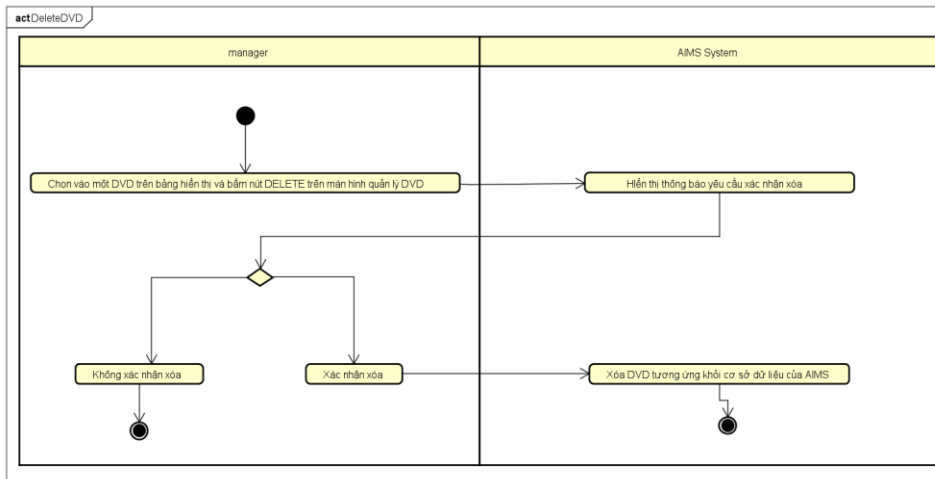 act DeleteDVD
manager
AIMS System
Chọn vào một DVD trên bảng hiển thị và bấm nút DELETE trên màn hình quản lý DVD
HIển thị thông báo yêu cầu xác nhận xóa
Không xác nhận xóa
Xác nhận xóa
Xóa DVD tương ứng khỏi cơ sở dữ liệu của AIMS